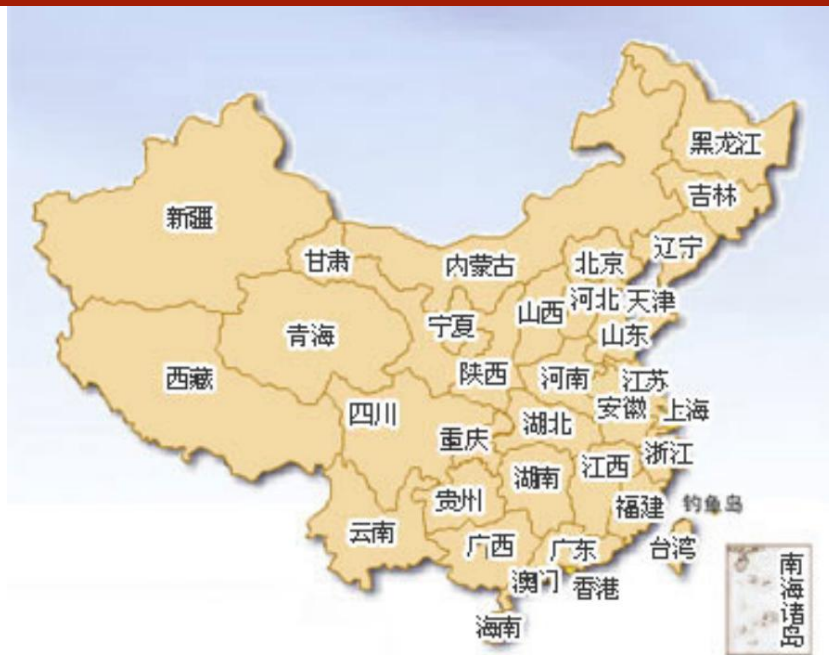 黑龙江
吉林
新疆
辽宁
甘肃
内蒙古
北京
河北
天津
山西
宁夏
青海
山东
西藏
陕西
河南
江苏
四川
安徽
上海
湖北
重庆
浙江
江西
湖南
贵州
福建
钓鱼岛
云南
广西
广东
台湾
澳门
香港
南海诸岛
海南